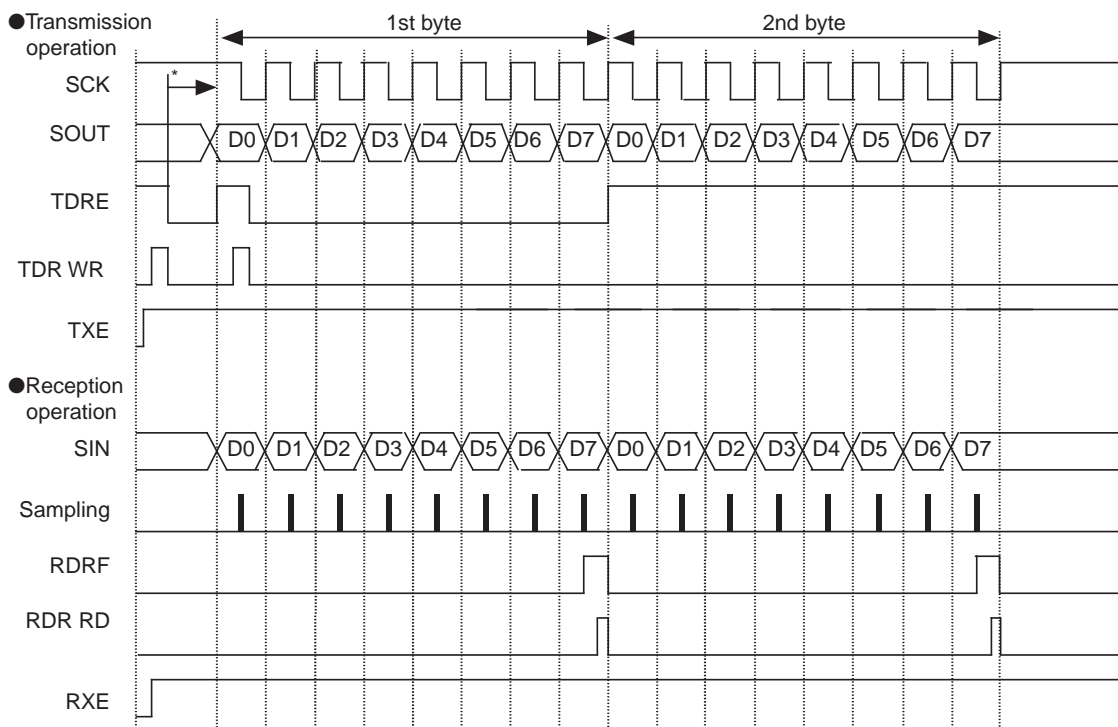 ●Transmission operation
1st byte
2nd byte
SCK
*
SOUT
D0 D1 D2 D3 D4 D5 D6 D7 D0 D1 D2 D3 D4 D5 D6 D7
TDRE
TDR WR
TXE
●Reception operation
SIN
D0 D1 D2 D3 D4 D5 D6 D7 D0 D1 D2 D3 D4 D5 D6 D7
Sampling
RDRF
RDR RD
RXE